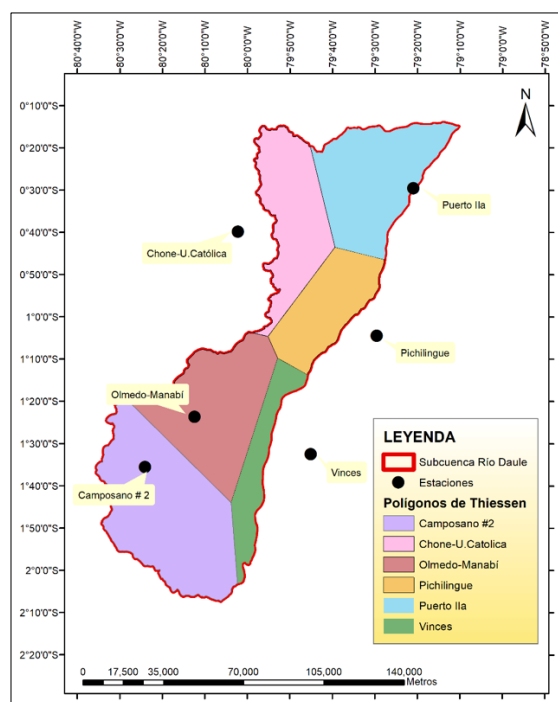 80°40'0"W 80°30'0"W 80°20'0"W 80°10'0"W 80°0'0"W 79°50'0"W 79°40'0"W 79°30'0"W 79°20'0"W 79°10'0"W
0°10'0"S
0°20'0"S
0°30'0"S
0°40'0"S
0°50'0"S
1°0'0"S
1°10'0"S
1°20'0"S
1°30'0"S
1°40'0"S
1°50'0"S
2°0'0"S
2°10'0"S
2°20'0"S
N
Puerto Ila
Chone-U.Católica
Pichilingue
Olmedo-Manabí
Vinces
Camposano # 2
LEYENDA
Subcuenca Río Daule
Estaciones
Polígonos de Thiessen
Camposano #2
Chone-U.Catolica
Olmedo-Manabí
Pichilingue
Puerto Ila
Vinces
0 17,500 35,000 70,000 105,000 140,000
Metros